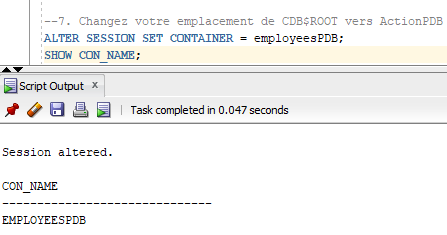 --7. Changez votre emplacement de CDB$ROOT vers ActionPDB
ALTER SESSION SET CONTAINER = employeesPDB;
SHOW CON_NAME;
Script Output x
Task completed in 0.047 seconds
Session altered.
CON_NAME
------------------------------
EMPLOYEESPDB